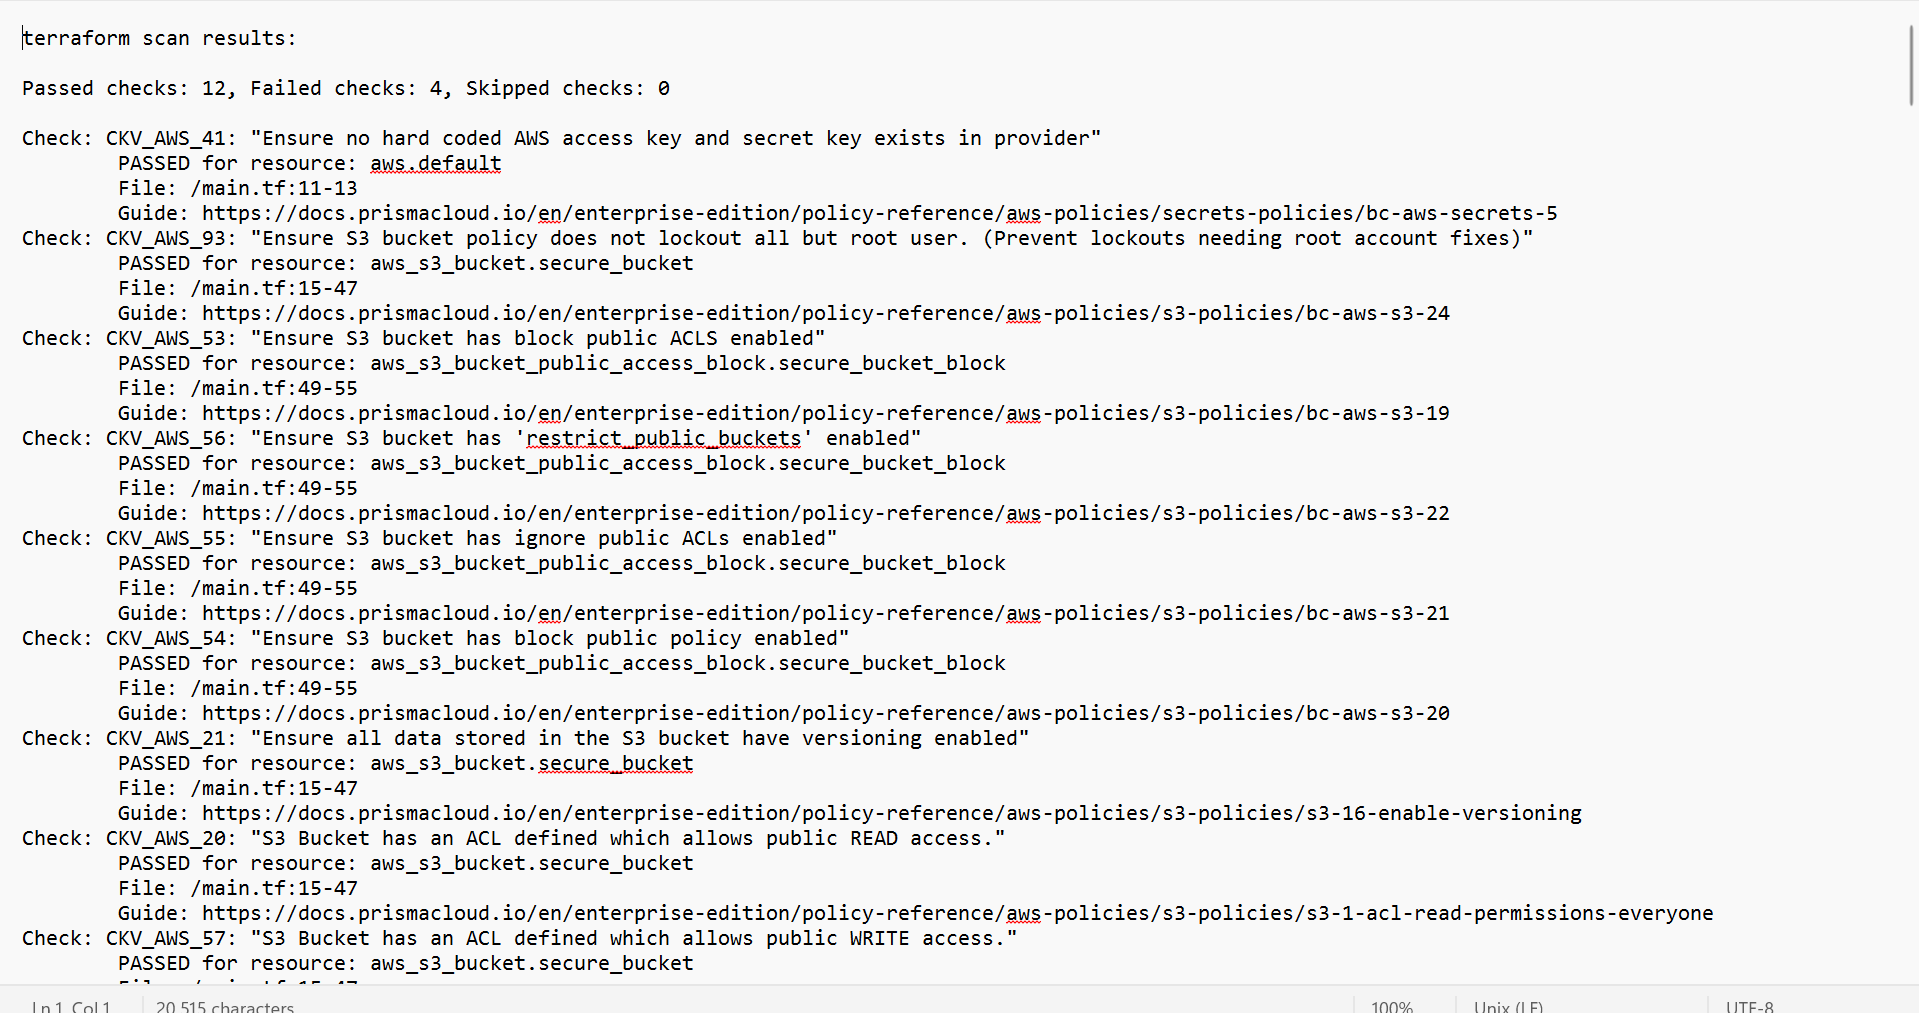 terraform scan results:
Passed checks: 12, Failed checks: 4, Skipped checks: 0
Check: CKV_AWS_41: "Ensure no hard coded AWS access key and secret key exists in provider"
PASSED for resource: aws.default
File: /main.tf:11-13
Guide: https://docs.prismacloud.io/en/enterprise-edition/policy-reference/aws-policies/secrets-policies/bc-aws-secrets-5
Check: CKV_AWS_93: "Ensure S3 bucket policy does not lockout all but root user. (Prevent lockouts needing root account fixes)"
PASSED for resource: aws_s3_bucket.secure_bucket
File: /main.tf:15-47
Guide: https://docs.prismacloud.io/en/enterprise-edition/policy-reference/aws-policies/s3-policies/bc-aws-s3-24
Check: CKV_AWS_53: "Ensure S3 bucket has block public ACLS enabled"
PASSED for resource: aws_s3_bucket_public_access_block.secure_bucket_block
File: /main.tf:49-55
Guide: https://docs.prismacloud.io/en/enterprise-edition/policy-reference/aws-policies/s3-policies/bc-aws-s3-19
Check: CKV_AWS_56: "Ensure S3 bucket has 'restrict_public_buckets' enabled"
PASSED for resource: aws_s3_bucket_public_access_block.secure_bucket_block
File: /main.tf:49-55
Guide: https://docs.prismacloud.io/en/enterprise-edition/policy-reference/aws-policies/s3-policies/bc-aws-s3-22
Check: CKV_AWS_55: "Ensure S3 bucket has ignore public ACLs enabled"
PASSED for resource: aws_s3_bucket_public_access_block.secure_bucket_block
File: /main.tf:49-55
Guide: https://docs.prismacloud.io/en/enterprise-edition/policy-reference/aws-policies/s3-policies/bc-aws-s3-21
Check: CKV_AWS_54: "Ensure S3 bucket has block public policy enabled"
PASSED for resource: aws_s3_bucket_public_access_block.secure_bucket_block
File: /main.tf:49-55
Guide: https://docs.prismacloud.io/en/enterprise-edition/policy-reference/aws-policies/s3-policies/bc-aws-s3-20
Check: CKV_AWS_21: "Ensure all data stored in the S3 bucket have versioning enabled"
PASSED for resource: aws_s3_bucket.secure_bucket
File: /main.tf:15-47
Guide: https://docs.prismacloud.io/en/enterprise-edition/policy-reference/aws-policies/s3-policies/s3-16-enable-versioning
Check: CKV_AWS_20: "S3 Bucket has an ACL defined which allows public READ access."
PASSED for resource: aws_s3_bucket.secure_bucket
File: /main.tf:15-47
Guide: https://docs.prismacloud.io/en/enterprise-edition/policy-reference/aws-policies/s3-policies/s3-1-acl-read-permissions-everyone
Check: CKV_AWS_57: "S3 Bucket has an ACL defined which allows public WRITE access."
PASSED for resource: aws_s3_bucket.secure_bucket
Ln 1, Col 1 20,515 characters 100% Unix (LF) UTF-8